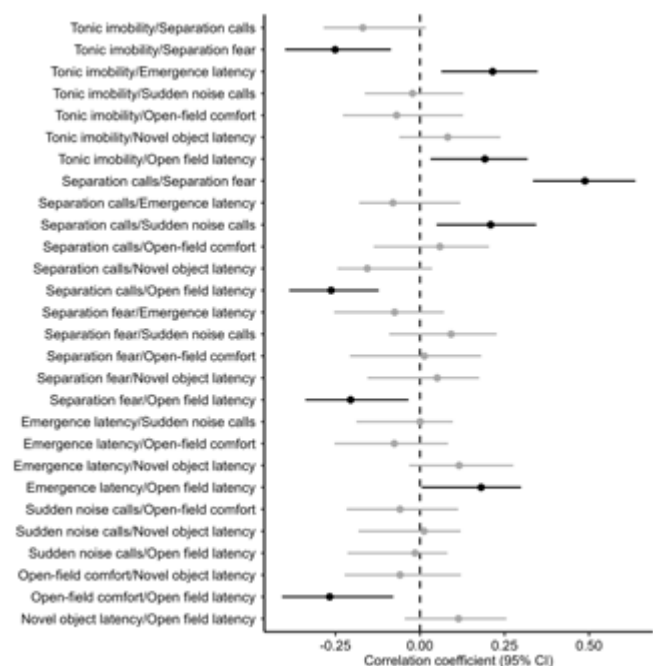 Tonic imobility/Separation calls
Tonic imobility/Separation fear
Tonic imobility/Emergence latency
Tonic imobility/Sudden noise calls
Tonic imobility/Open-field comfort
Tonic imobility/Novel object latency
Tonic imobility/Open field latency
Separation calls/Separation fear
Separation calls/Emergence latency
Separation calls/Sudden noise calls
Separation calls/Open-field comfort
Separation calls/Novel object latency
Separation calls/Open field latency
Separation fear/Emergence latency
Separation fear/Sudden noise calls
Separation fear/Open-field comfort
Separation fear/Novel object latency
Separation fear/Open field latency
Emergence latency/Sudden noise calls
Emergence latency/Open-field comfort
Emergence latency/Novel object latency
Emergence latency/Open field latency
Sudden noise calls/Open-field comfort
Sudden noise calls/Novel object latency
Sudden noise calls/Open field latency
Open-field comfort/Novel object latency
Open-field comfort/Open field latency
Novel object latency/Open field latency
-0.25 0.00 0.25 0.50
Correlation coefficient (95% CI)